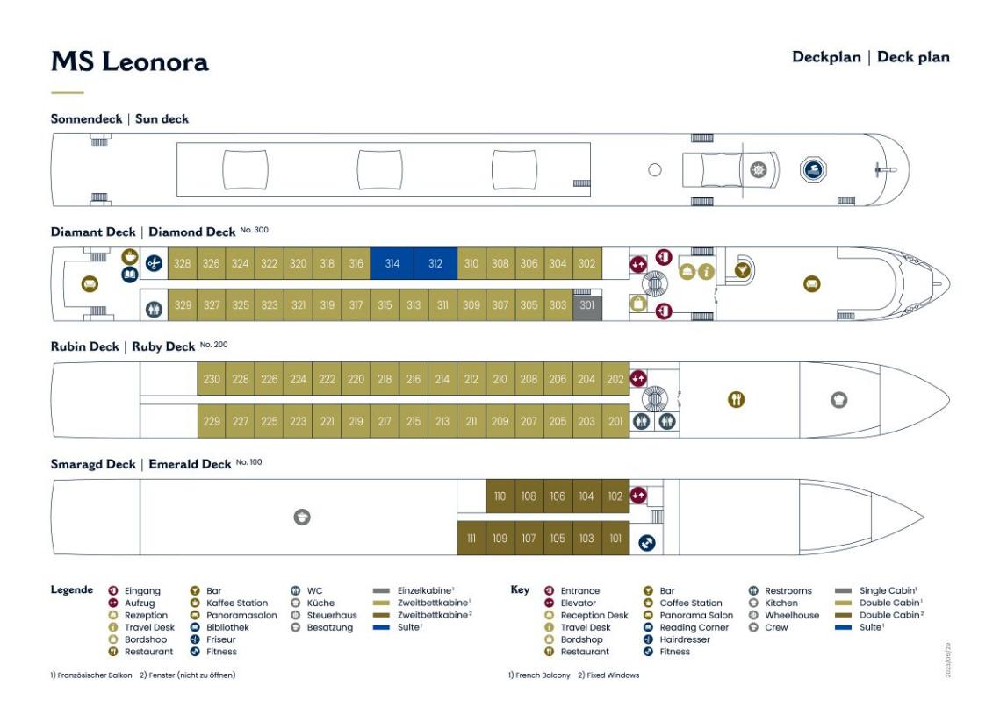 MS Leonora
Deckplan | Deck plan
Sonnendeck | Sun deck
Diamant Deck | Diamond Deck No. 300
328 326 324 322 320 318 316 314 312 310 308 306 304 302
329 327 325 323 321 319 317 315 313 311 309 307 305 303 301
Rubin Deck | Ruby Deck No. 200
230 228 226 224 222 220 218 216 214 212 210 208 206 204 202
229 227 225 223 221 219 217 215 213 211 209 207 205 203 201
Smaragd Deck | Emerald Deck No. 100
110 108 106 104 102
111 109 107 105 103 101
Legende
Eingang
Aufzug
Rezeption
Travel Desk
Bordshop
Restaurant
Bar
Kaffee Station
Panoramasalon
Bibliothek
Friseur
Fitness
WC
Küche
Steuerhaus
Besatzung
Einzelkabine¹
Zweitbettkabine¹
Zweitbettkabine²
Suite¹
1) Französischer Balkon 2) Fenster (nicht zu öffnen)
Key
Entrance
Elevator
Reception Desk
Travel Desk
Bordshop
Restaurant
Bar
Coffee Station
Panorama Salon
Reading Corner
Hairdresser
Fitness
Restrooms
Kitchen
Wheelhouse
Crew
Single Cabin¹
Double Cabin¹
Double Cabin²
Suite¹
1) French Balcony 2) Fixed Windows
2023/05/29